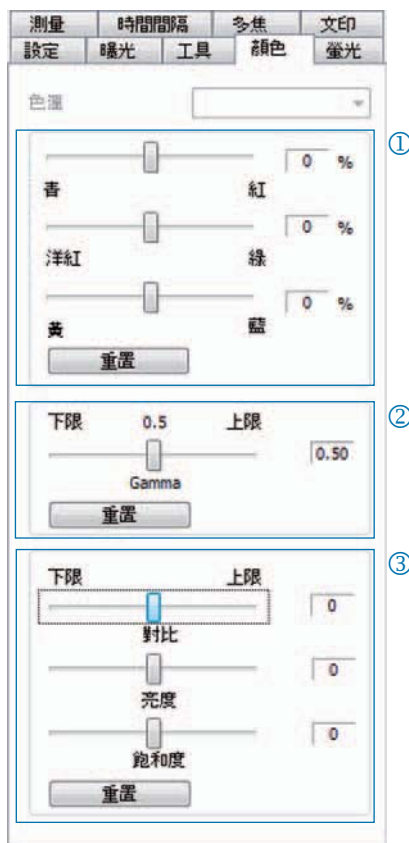 測量 時間間隔 多焦 文印
設定 曝光 工具 顏色 螢光
色溫
①
0 %
青 紅
0 %
洋紅 綠
0 %
黃 藍
重置
②
下限 0.5 上限
0.50
Gamma
重置
③
下限 上限
0
對比
0
亮度
0
飽和度
重置